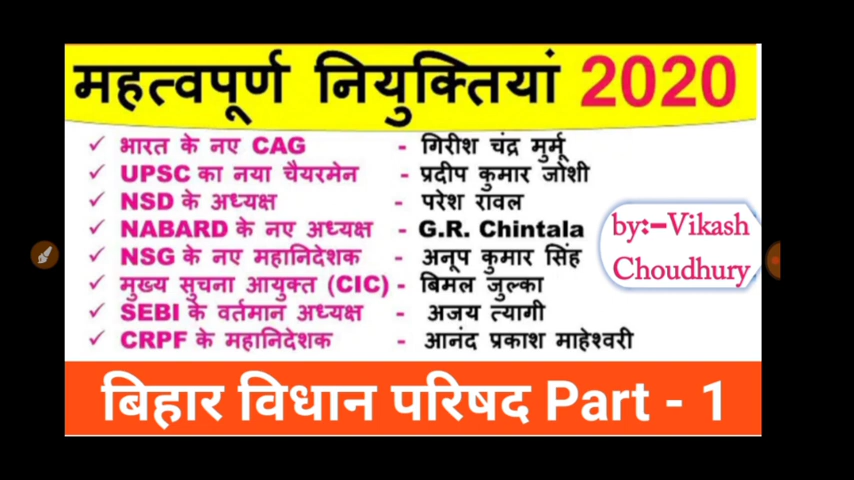 महत्वपूर्ण नियुक्तियां 2020
✓ भारत के नए CAG - गिरीश चंद्र मुर्मू
✓ UPSC का नया चैयरमेन - प्रदीप कुमार जोशी
✓ NSD के अध्यक्ष - परेश रावल
✓ NABARD के नए अध्यक्ष - G.R. Chintala
✓ NSG के नए महानिदेशक - अनूप कुमार सिंह
✓ मुख्य सुचना आयुक्त (CIC) - बिमल जुल्का
✓ SEBI के वर्तमान अध्यक्ष - अजय त्यागी
✓ CRPF के महानिदेशक - आनंद प्रकाश माहेश्वरी
by:-Vikash
Choudhury
बिहार विधान परिषद Part - 1